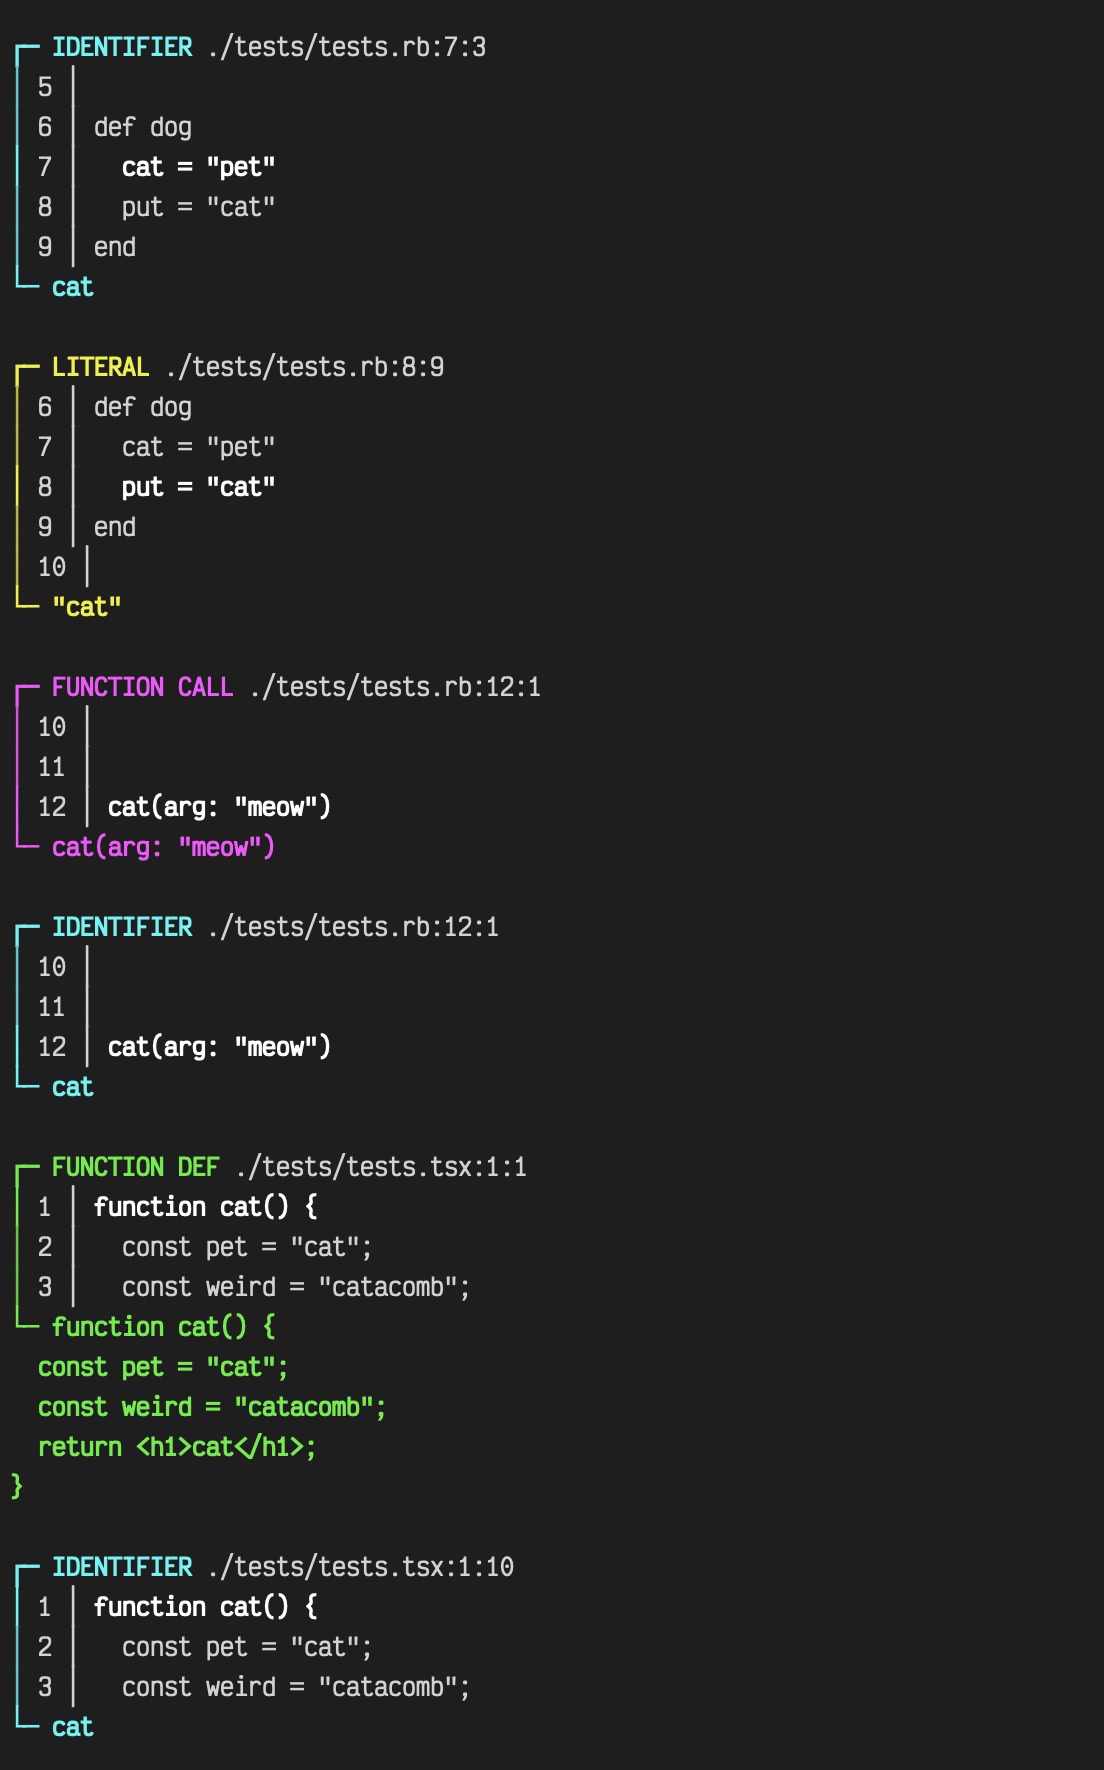 ┌─ IDENTIFIER ./tests/tests.rb:7:3
│ 5 │
│ 6 │ def dog
│ 7 │   cat = "pet"
│ 8 │   put = "cat"
│ 9 │ end
└─ cat

┌─ LITERAL ./tests/tests.rb:8:9
│ 6 │ def dog
│ 7 │   cat = "pet"
│ 8 │   put = "cat"
│ 9 │ end
│ 10 │
└─ "cat"

┌─ FUNCTION CALL ./tests/tests.rb:12:1
│ 10 │
│ 11 │
│ 12 │ cat(arg: "meow")
└─ cat(arg: "meow")

┌─ IDENTIFIER ./tests/tests.rb:12:1
│ 10 │
│ 11 │
│ 12 │ cat(arg: "meow")
└─ cat

┌─ FUNCTION DEF ./tests/tests.tsx:1:1
│ 1 │ function cat() {
│ 2 │   const pet = "cat";
│ 3 │   const weird = "catacomb";
└─ function cat() {
  const pet = "cat";
  const weird = "catacomb";
  return <h1>cat</h1>;
}

┌─ IDENTIFIER ./tests/tests.tsx:1:10
│ 1 │ function cat() {
│ 2 │   const pet = "cat";
│ 3 │   const weird = "catacomb";
└─ cat